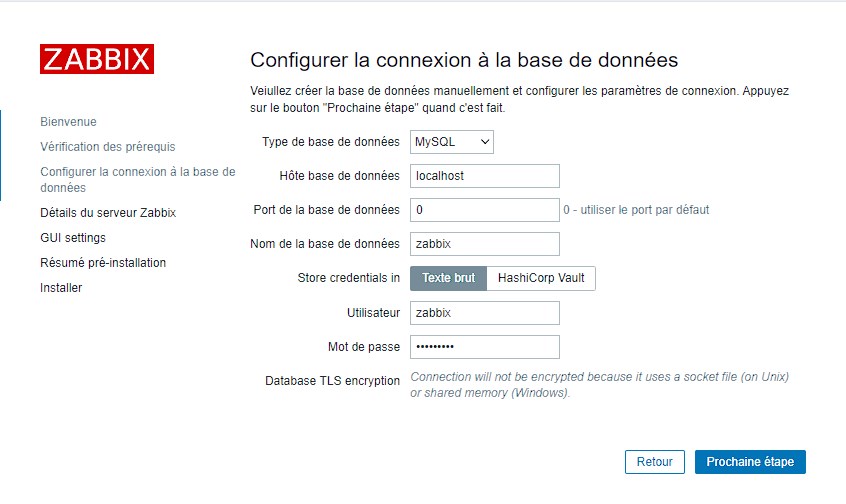 ZABBIX
Configurer la connexion à la base de données
Veiullez créer la base de données manuellement et configurer les paramètres de connexion. Appuyez
sur le bouton "Prochaine étape" quand c'est fait.
Bienvenue
Vérification des prérequis
Configurer la connexion à la base de
données
Détails du serveur Zabbix
GUI settings
Résumé pré-installation
Installer
Type de base de données MySQL
Hôte base de données localhost
Port de la base de données 0 0 - utiliser le port par défaut
Nom de la base de données zabbix
Store credentials in Texte brut HashiCorp Vault
Utilisateur zabbix
Mot de passe •••••••••
Database TLS encryption Connection will not be encrypted because it uses a socket file (on Unix)
or shared memory (Windows).
Retour Prochaine étape